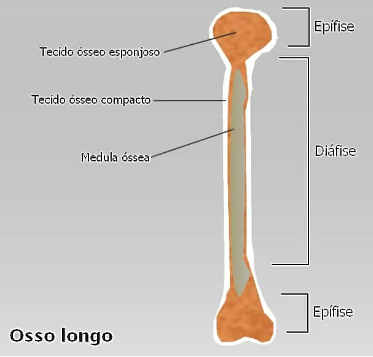 Epífise
Tecido ósseo esponjoso
Tecido ósseo compacto
Diáfise
Medula óssea
Epífise
Osso longo